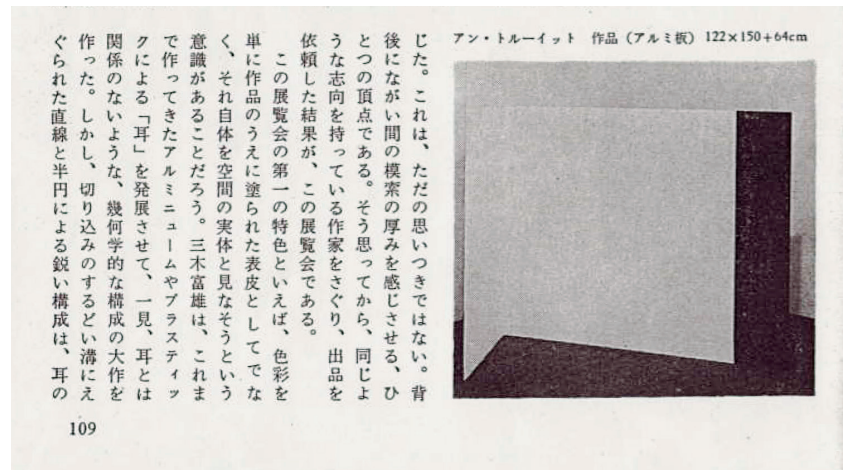 アン・トルーイット　作品（アルミ板）122×150+64cm
じた。これは、ただの思いつきではない。背
後にながい間の模索の厚みを感じさせる、ひ
とつの頂点である。そう思ってから、同じよ
うな志向を持っている作家をさぐり、出品を
依頼した結果が、この展覧会である。
　この展覧会の第一の特色といえば、色彩を
単に作品のうえに塗られた表皮としてでな
く、それ自体を空間の実体と見なそうという
意識があることだろう。三木富雄は、これま
で作ってきたアルミニュームやプラスティッ
クによる「耳」を発展させて、一見、耳とは
関係のないような、幾何学的な構成の大作を
作った。しかし、切り込みのするどい溝にえ
ぐられた直線と半円による鋭い構成は、耳の
109